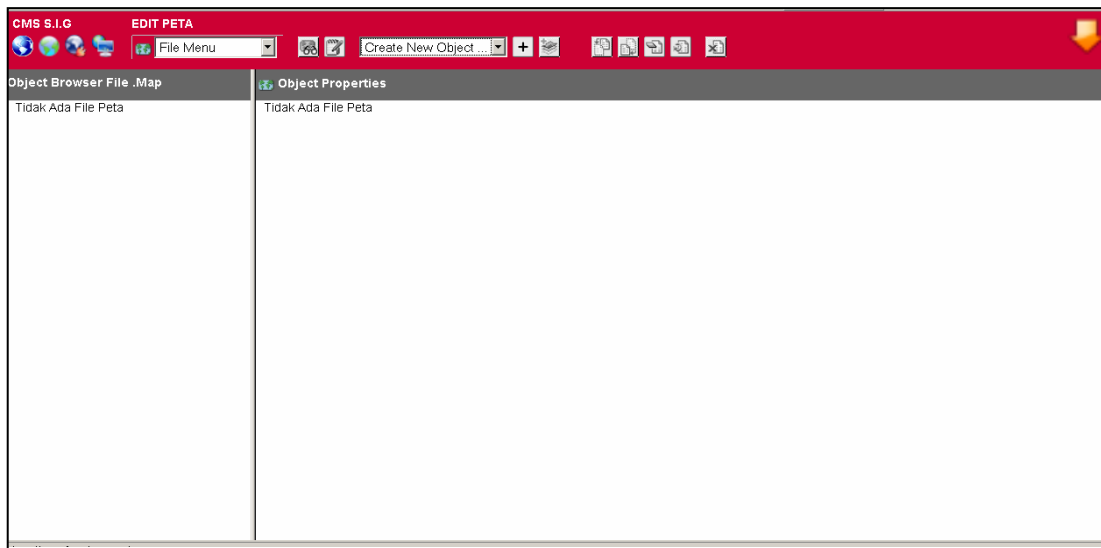 CMS S.I.G EDIT PETA
File Menu Create New Object ...
Object Browser File .Map Object Properties
Tidak Ada File Peta Tidak Ada File Peta